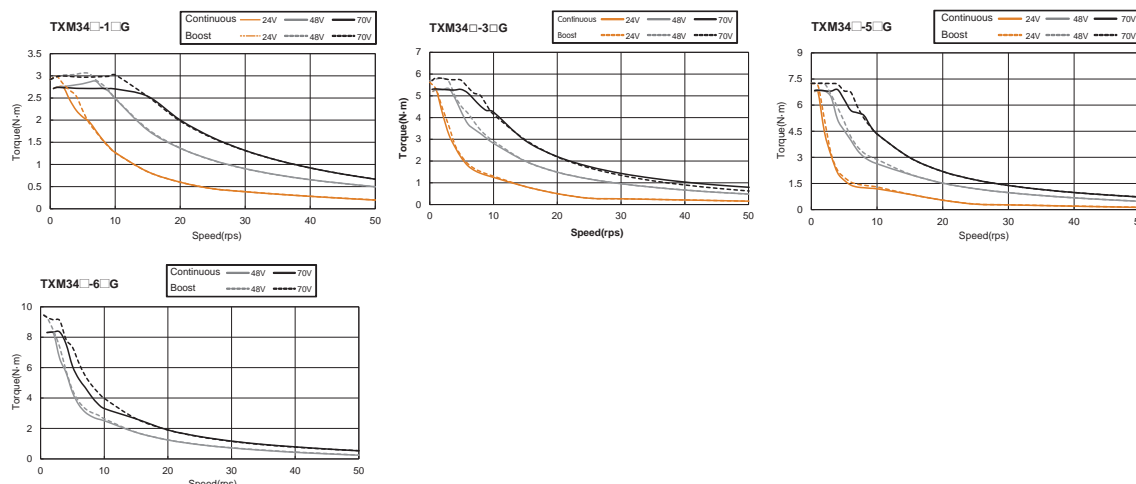 TXM34□-1□G
Continuous 24V 48V 70V
Boost 24V 48V 70V
Torque(N·m)
3.5
3
2.5
2
1.5
1
0.5
0
0 10 20 30 40 50
Speed(rps)
TXM34□-3□G
Continuous 24V 48V 70V
Boost 24V 48V 70V
Torque(N·m)
7
6
5
4
3
2
1
0
0 10 20 30 40 50
Speed(rps)
TXM34□-5□G
Continuous 24V 48V 70V
Boost 24V 48V 70V
Torque(N·m)
9
7.5
6
4.5
3
1.5
0
0 10 20 30 40 50
Speed(rps)
TXM34□-6□G
Continuous 48V 70V
Boost 48V 70V
Torque(N·m)
10
8
6
4
2
0
0 10 20 30 40 50
Speed(rps)